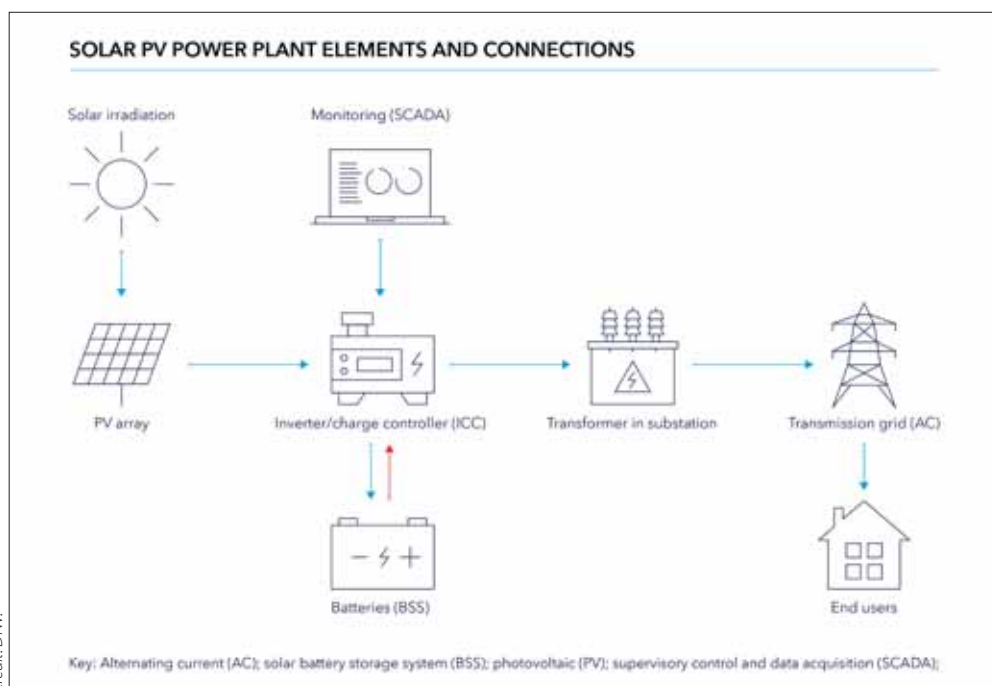 SOLAR PV POWER PLANT ELEMENTS AND CONNECTIONS
Solar irradiation
Monitoring (SCADA)
PV array
Inverter/charge controller (ICC)
Transformer in substation
Transmission grid (AC)
Batteries (BSS)
End users
Key: Alternating current (AC); solar battery storage system (BSS); photovoltaic (PV); supervisory control and data acquisition (SCADA);